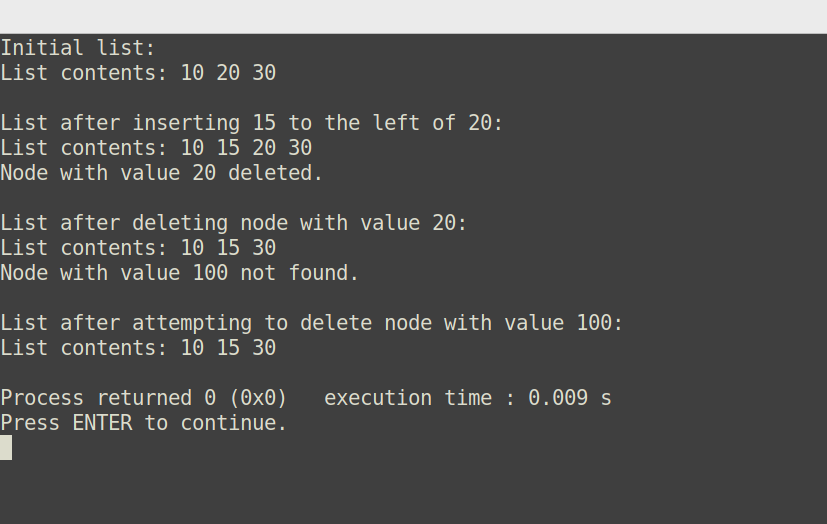 Initial list:
List contents: 10 20 30
List after inserting 15 to the left of 20:
List contents: 10 15 20 30
Node with value 20 deleted.
List after deleting node with value 20:
List contents: 10 15 30
Node with value 100 not found.
List after attempting to delete node with value 100:
List contents: 10 15 30
Process returned 0 (0x0)   execution time : 0.009 s
Press ENTER to continue.